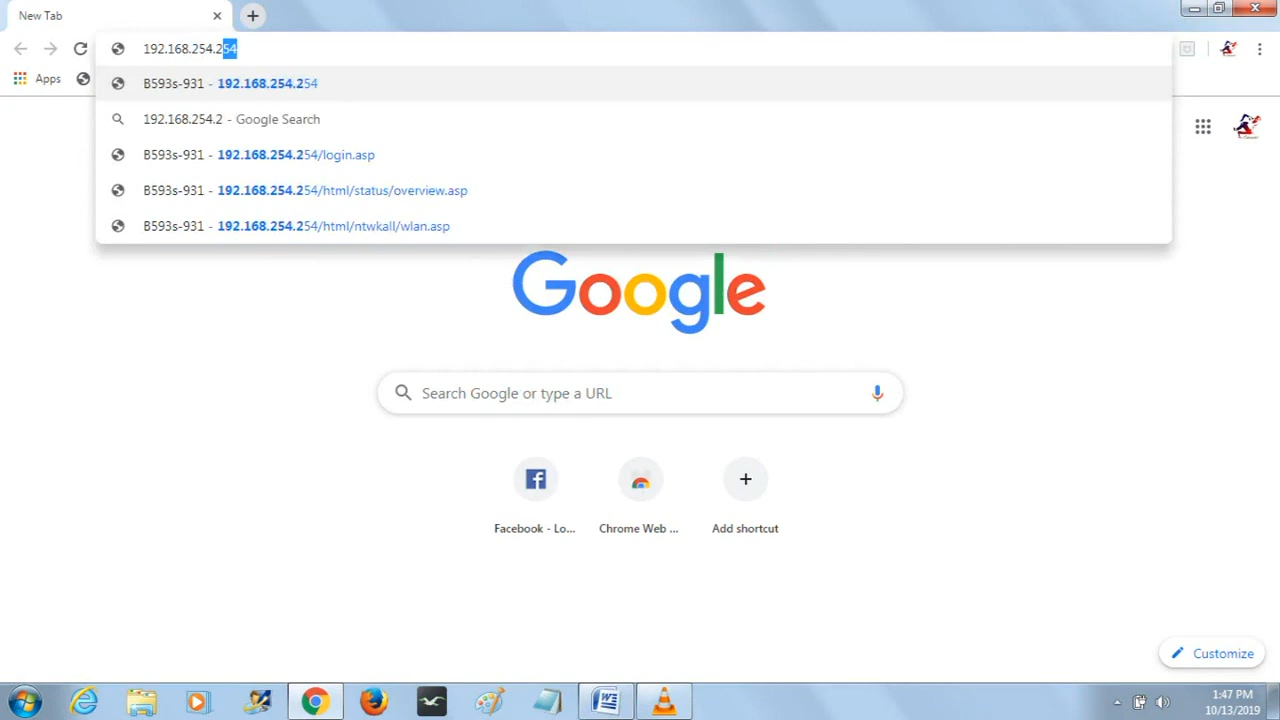 New Tab
192.168.254.254
Apps
B593s-931 - 192.168.254.254
192.168.254.2 - Google Search
B593s-931 - 192.168.254.254/login.asp
B593s-931 - 192.168.254.254/html/status/overview.asp
B593s-931 - 192.168.254.254/html/ntwkall/wlan.asp
Google
Search Google or type a URL
Facebook - Lo...
Chrome Web ...
Add shortcut
Customize
1:47 PM
10/13/2019